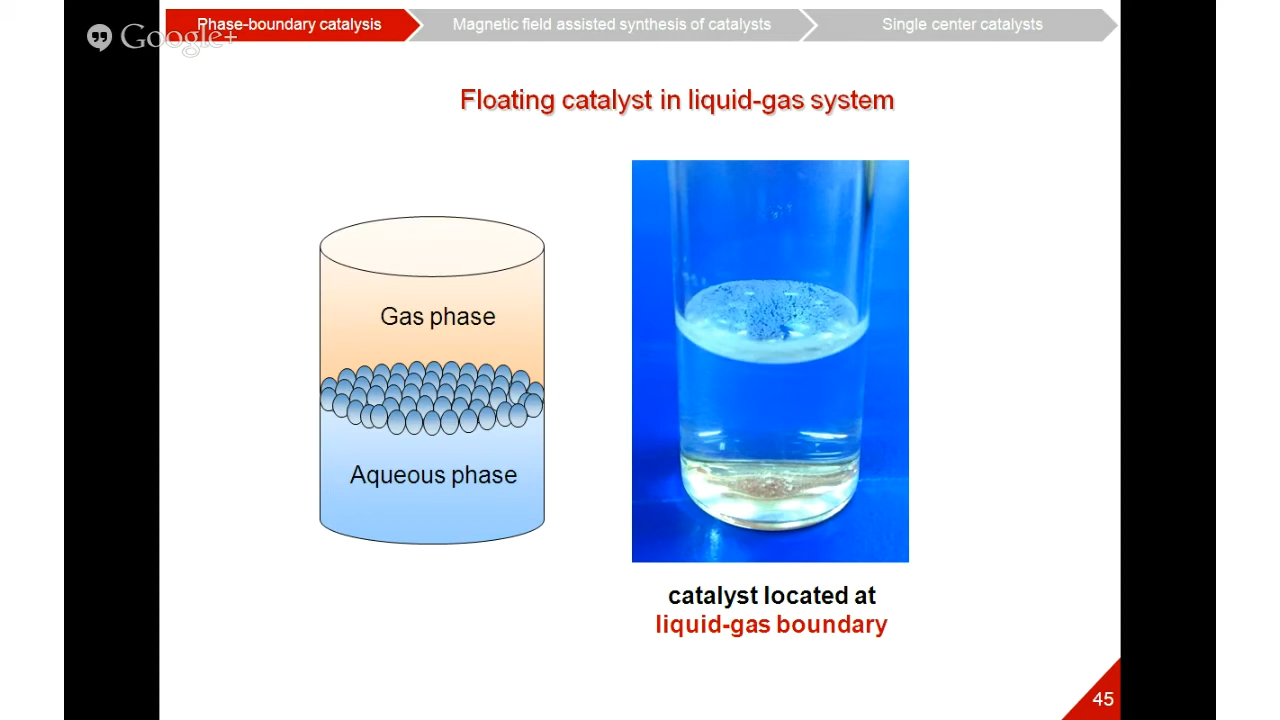 Phase-boundary catalysis
Magnetic field assisted synthesis of catalysts
Single center catalysts
Google+
Floating catalyst in liquid-gas system
Gas phase
Aqueous phase
catalyst located at
liquid-gas boundary
45